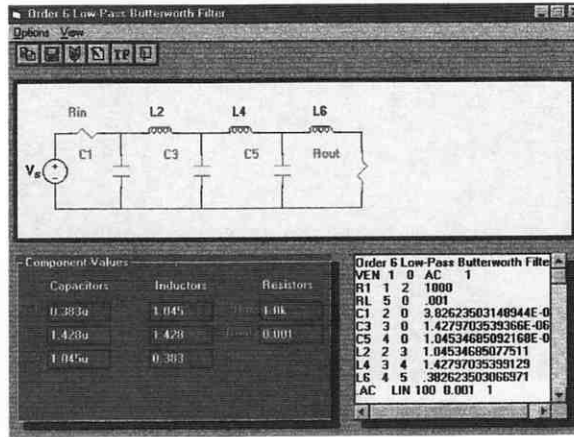 Order 6 Low-Pass Butterworth Filter
Options View
TF
Rin L2 L4 L6
C1 C3 C5 Rout
Vs
Component Values
Capacitors Inductors Resistors
0.383u 1.045 1.0k
1.428u 1.428 0.001
1.045u 0.383
Order 6 Low-Pass Butterworth Filte
VEN 1 0 AC 1
R1 1 2 1000
RL 5 0 .001
C1 2 0 3.82623503148944E-0
C3 3 0 1.4279703539366E-06
C5 4 0 1.04534685092168E-0
L2 2 3 1.04534685077511
L4 3 4 1.42797035399129
L6 4 5 .382623503066971
.AC LIN 100 0.001 1